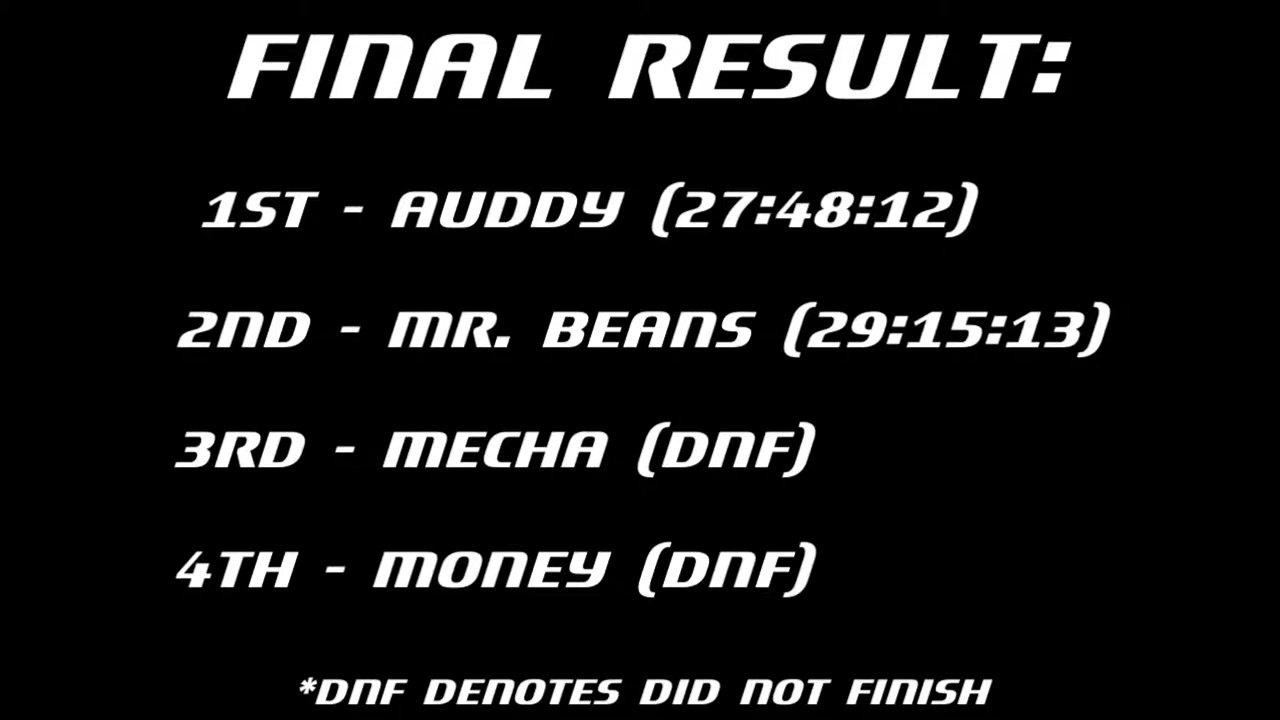 FINAL RESULT:
1ST - AUDDY (27:48:12)
2ND - MR. BEANS (29:15:13)
3RD - MECHA (DNF)
4TH - MONEY (DNF)
*DNF DENOTES DID NOT FINISH